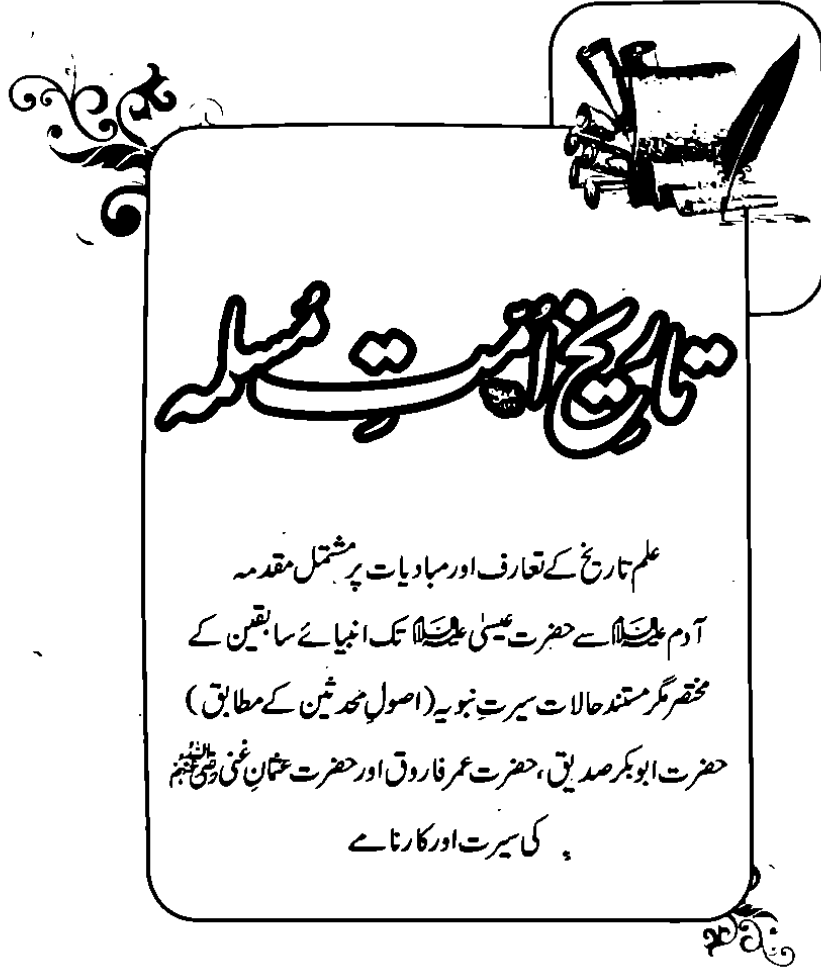 تاریخ اُمّتِ مُسلمہ
علم تاریخ کے تعارف اور مبادیات پر مشتمل مقدمہ
آدم علیہ السلام سے حضرت عیسیٰ علیہ السلام تک انبیائے سابقین کے
مختصر مگر مستند حالات سیرتِ نبویہ (اصولِ محدثین کے مطابق)
حضرت ابوبکر صدیق، حضرت عمر فاروق اور حضرت عثمانِ غنی رضی اللہ عنہم
کی سیرت اور کارنامے